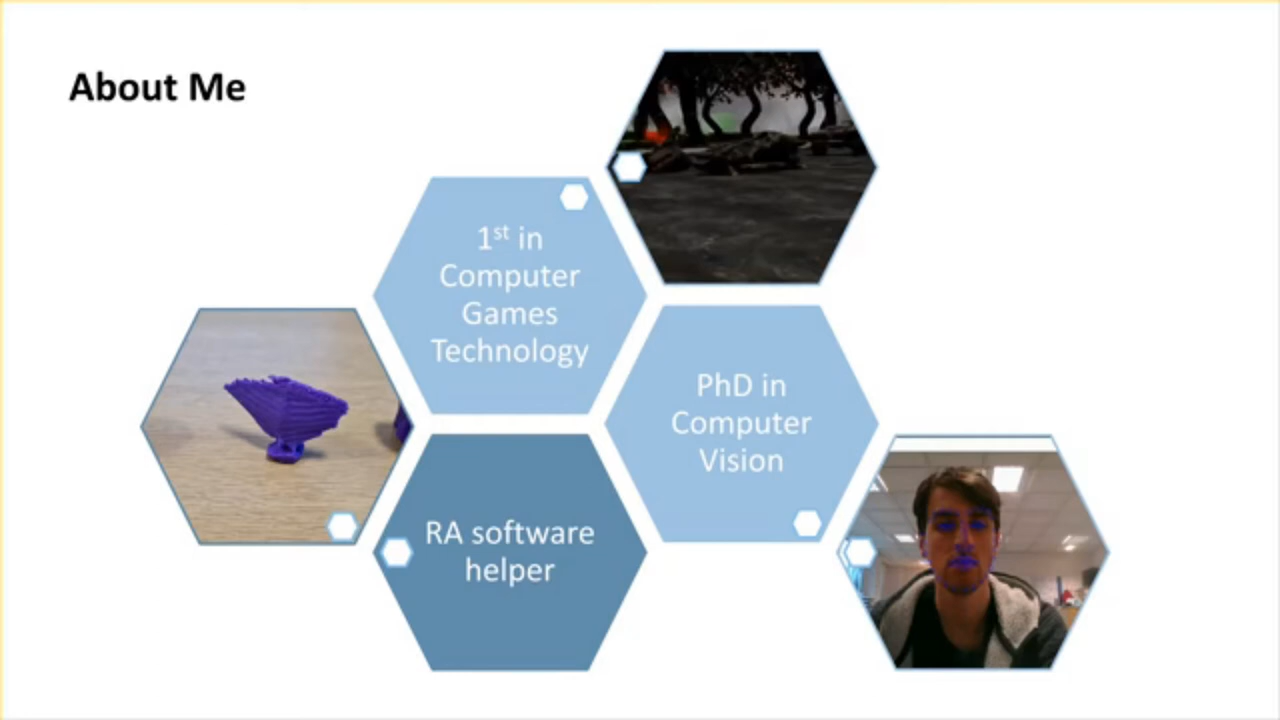 About Me
1st in
Computer
Games
Technology
PhD in
Computer
Vision
RA software
helper